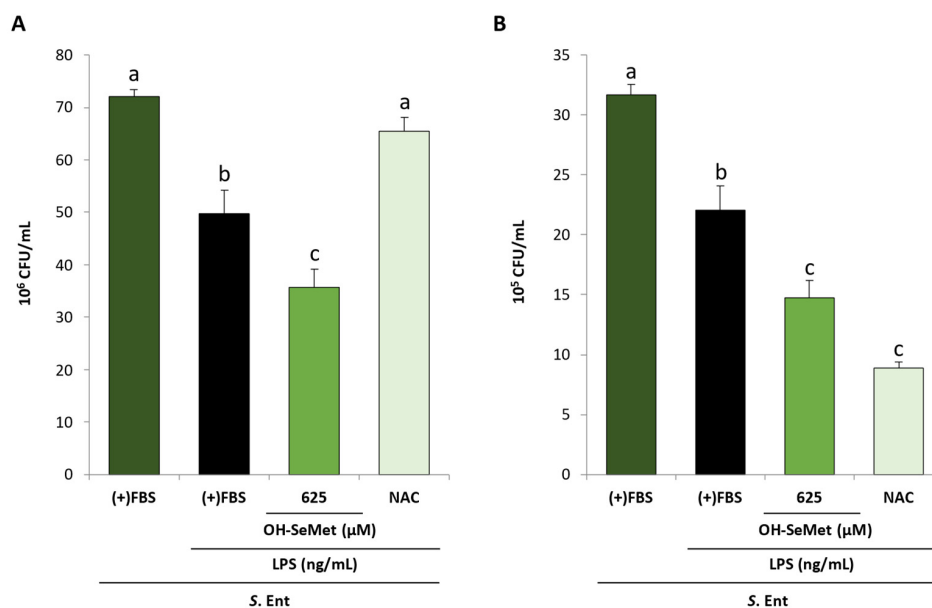 A
80
70
60
50
40
30
20
10
0
10⁶ CFU/mL
a
b
c
a
(+)FBS (+)FBS 625 NAC
OH-SeMet (µM)
LPS (ng/mL)
S. Ent
B
35
30
25
20
15
10
5
0
10⁵ CFU/mL
a
b
c
c
(+)FBS (+)FBS 625 NAC
OH-SeMet (µM)
LPS (ng/mL)
S. Ent